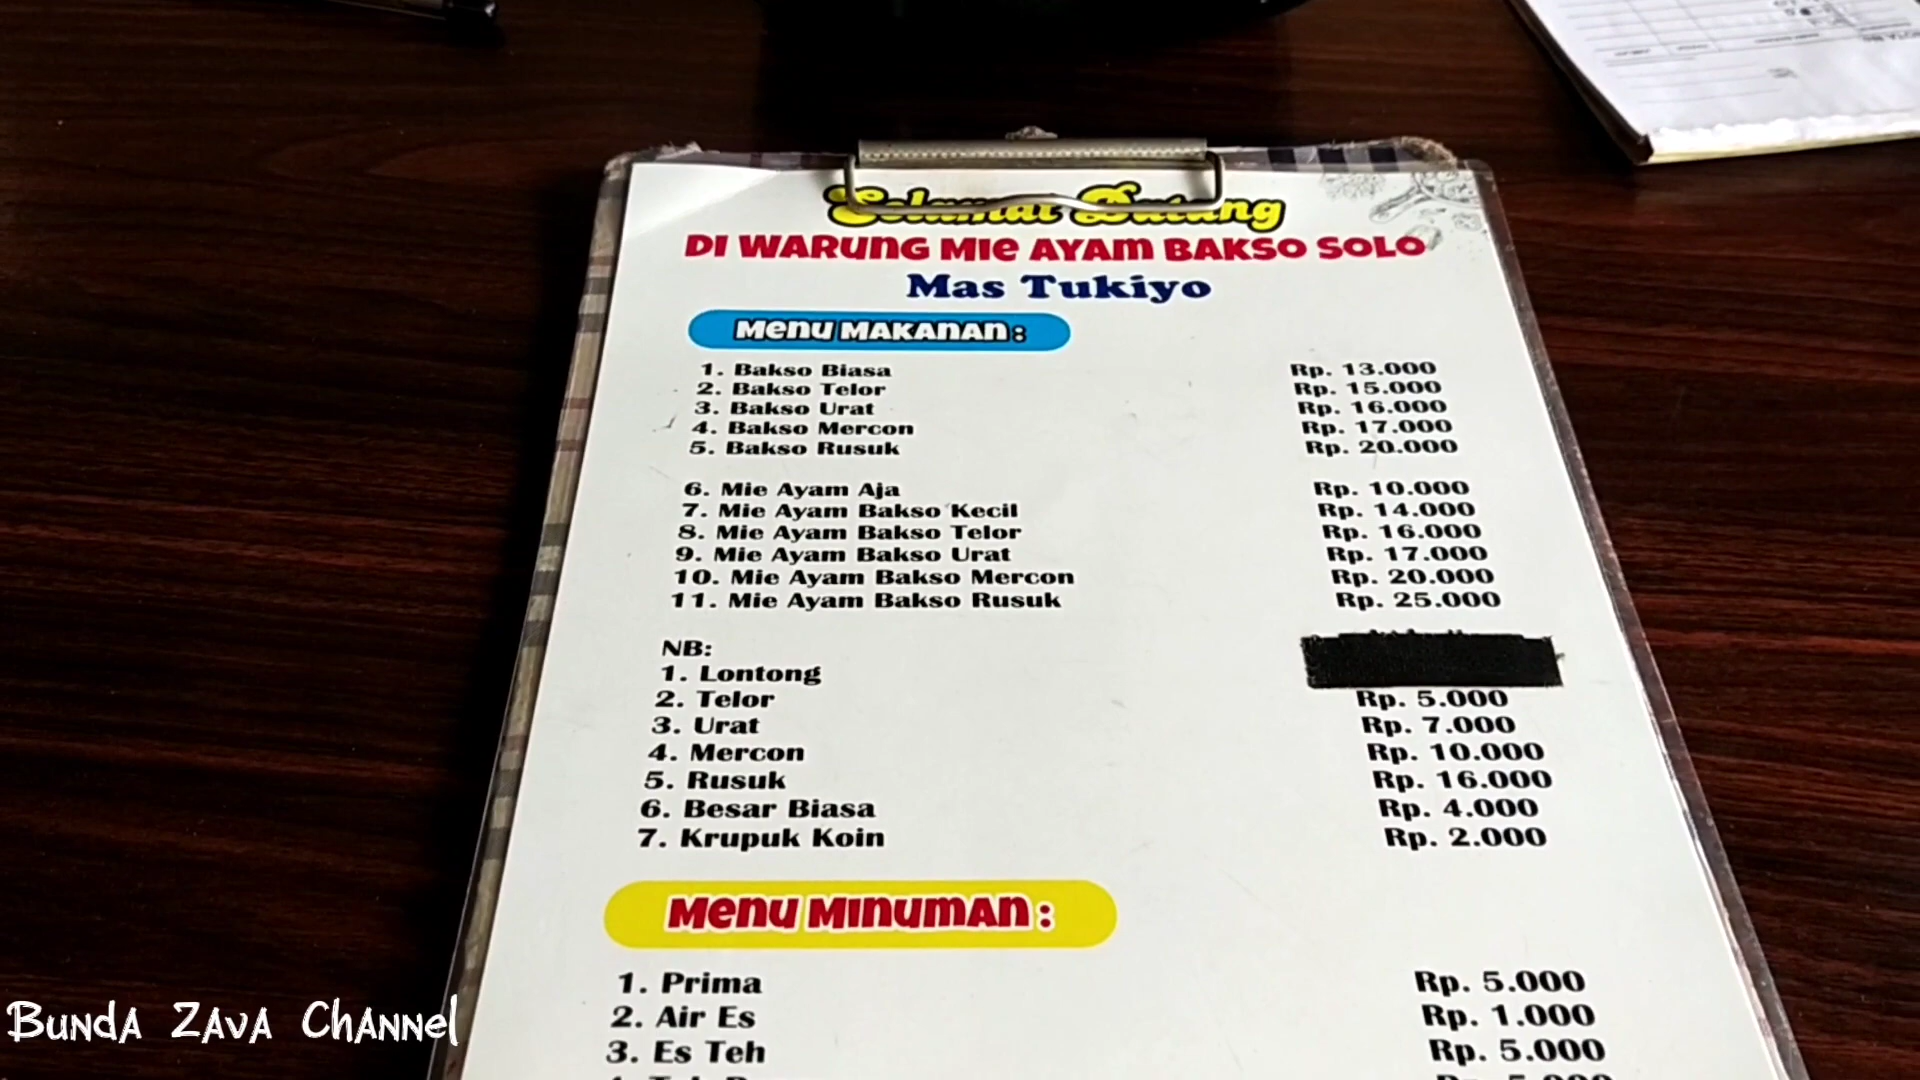 Selamat Datang
DI WARUNG MIE AYAM BAKSO SOLO
Mas Tukiyo
Menu MAKANAN :
1. Bakso Biasa Rp. 13.000
2. Bakso Telor Rp. 15.000
3. Bakso Urat Rp. 16.000
4. Bakso Mercon Rp. 17.000
5. Bakso Rusuk Rp. 20.000
6. Mie Ayam Aja Rp. 10.000
7. Mie Ayam Bakso Kecil Rp. 14.000
8. Mie Ayam Bakso Telor Rp. 16.000
9. Mie Ayam Bakso Urat Rp. 17.000
10. Mie Ayam Bakso Mercon Rp. 20.000
11. Mie Ayam Bakso Rusuk Rp. 25.000
NB:
1. Lontong
2. Telor Rp. 5.000
3. Urat Rp. 7.000
4. Mercon Rp. 10.000
5. Rusuk Rp. 16.000
6. Besar Biasa Rp. 4.000
7. Krupuk Koin Rp. 2.000
Menu MINUMAN :
1. Prima Rp. 5.000
2. Air Es Rp. 1.000
3. Es Teh Rp. 5.000
Bunda Zava Channel